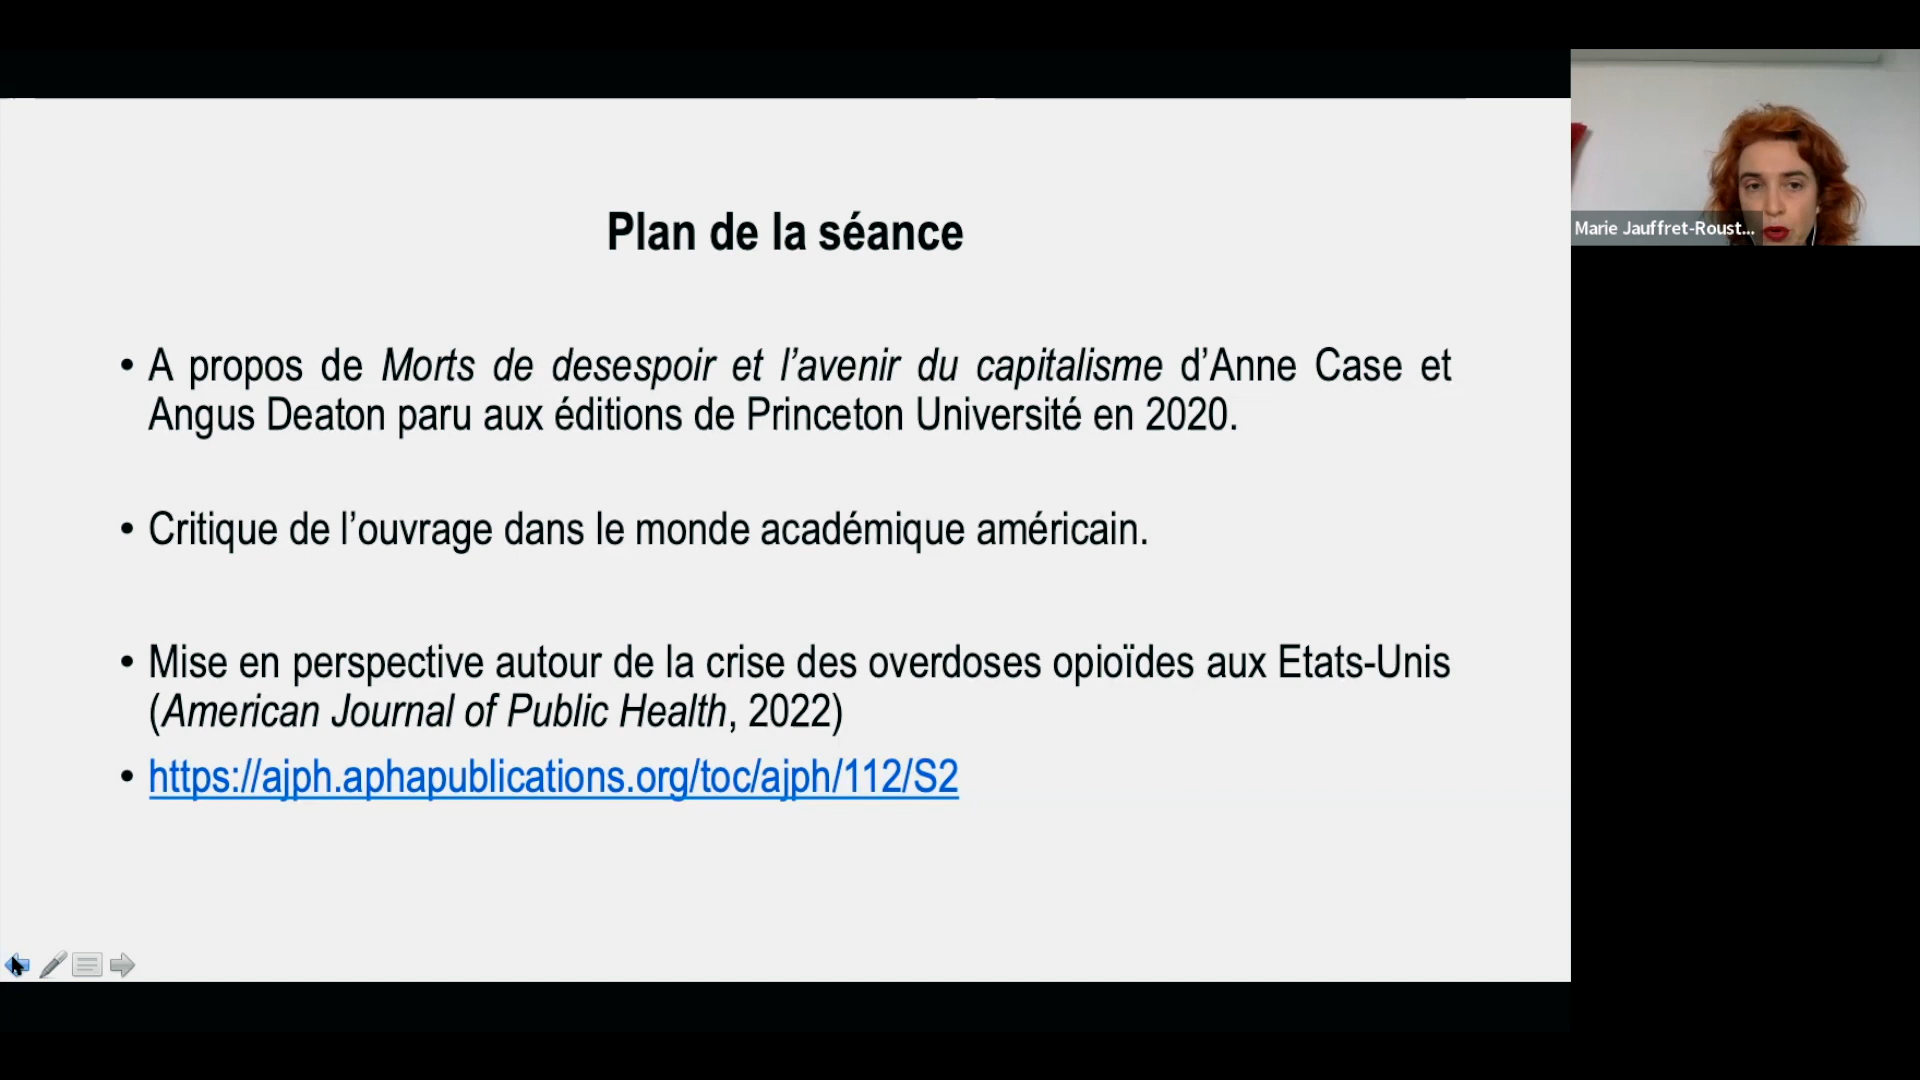 Plan de la séance
• A propos de Morts de desespoir et l’avenir du capitalisme d’Anne Case et
Angus Deaton paru aux éditions de Princeton Université en 2020.
• Critique de l’ouvrage dans le monde académique américain.
• Mise en perspective autour de la crise des overdoses opioïdes aux Etats-Unis
(American Journal of Public Health, 2022)
• https://ajph.aphapublications.org/toc/ajph/112/S2
Marie Jauffret-Roust...